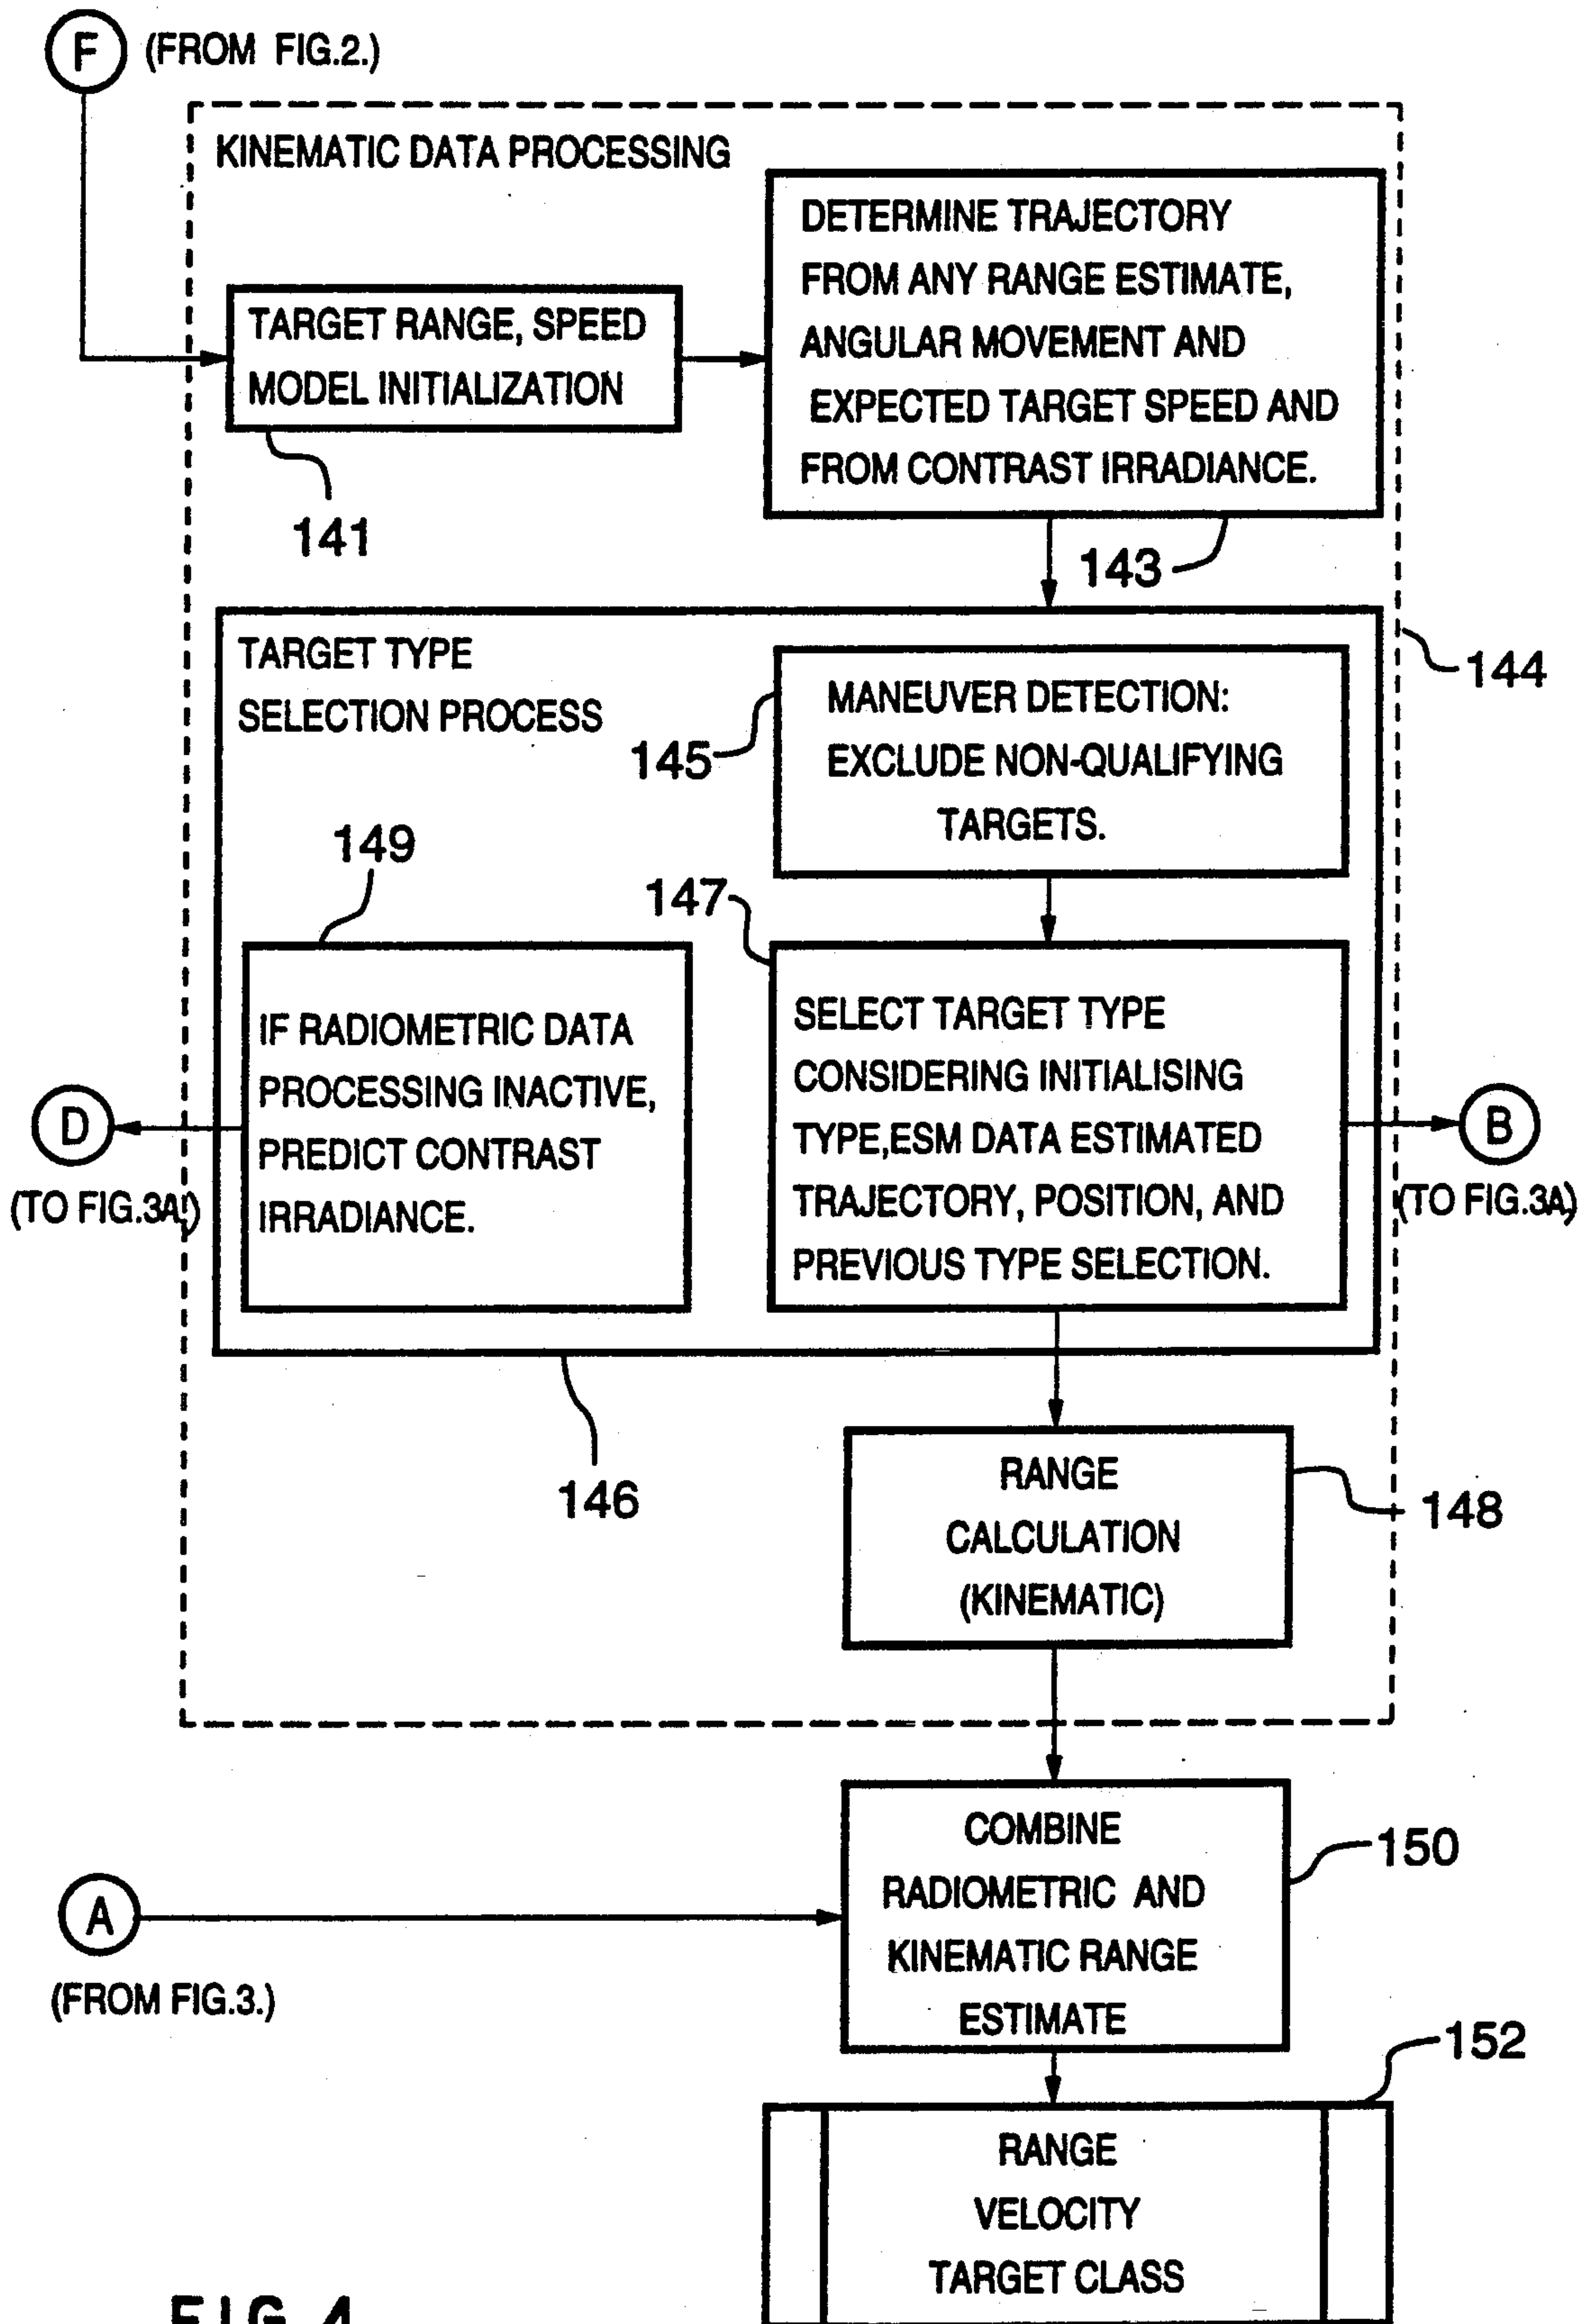 F (FROM FIG.2.)
KINEMATIC DATA PROCESSING
DETERMINE TRAJECTORY
FROM ANY RANGE ESTIMATE,
ANGULAR MOVEMENT AND
EXPECTED TARGET SPEED AND
FROM CONTRAST IRRADIANCE.
TARGET RANGE, SPEED
MODEL INITIALIZATION
141
143
TARGET TYPE
SELECTION PROCESS
144
MANEUVER DETECTION:
EXCLUDE NON-QUALIFYING
TARGETS.
145
149
147
IF RADIOMETRIC DATA
PROCESSING INACTIVE,
PREDICT CONTRAST
IRRADIANCE.
SELECT TARGET TYPE
CONSIDERING INITIALISING
TYPE,ESM DATA ESTIMATED
TRAJECTORY, POSITION, AND
PREVIOUS TYPE SELECTION.
D
(TO FIG.3A.)
B
(TO FIG.3A)
146
RANGE
CALCULATION
(KINEMATIC)
148
COMBINE
RADIOMETRIC AND
KINEMATIC RANGE
ESTIMATE
150
A
(FROM FIG.3.)
152
RANGE
VELOCITY
TARGET CLASS
FIG. 4